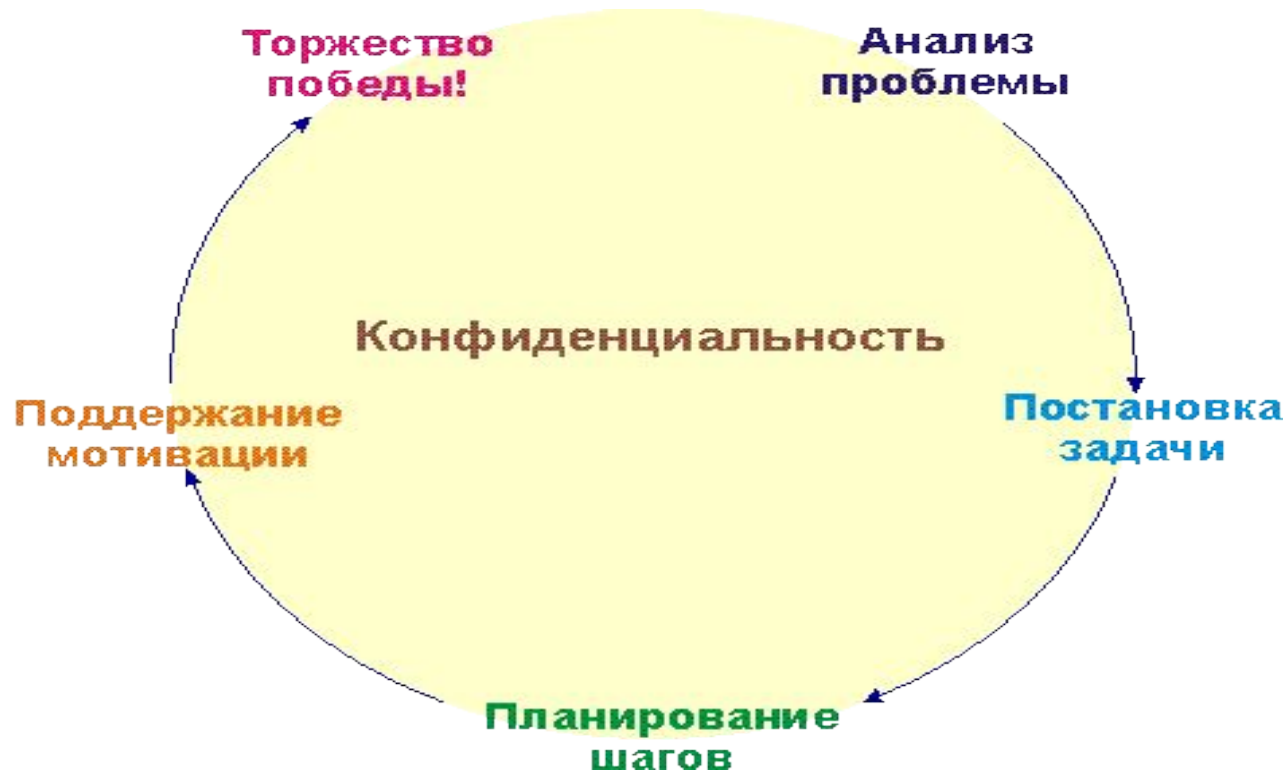 Торжество
победы!
Анализ
проблемы
Конфиденциальность
Поддержание
мотивации
Постановка
задачи
Планирование
шагов